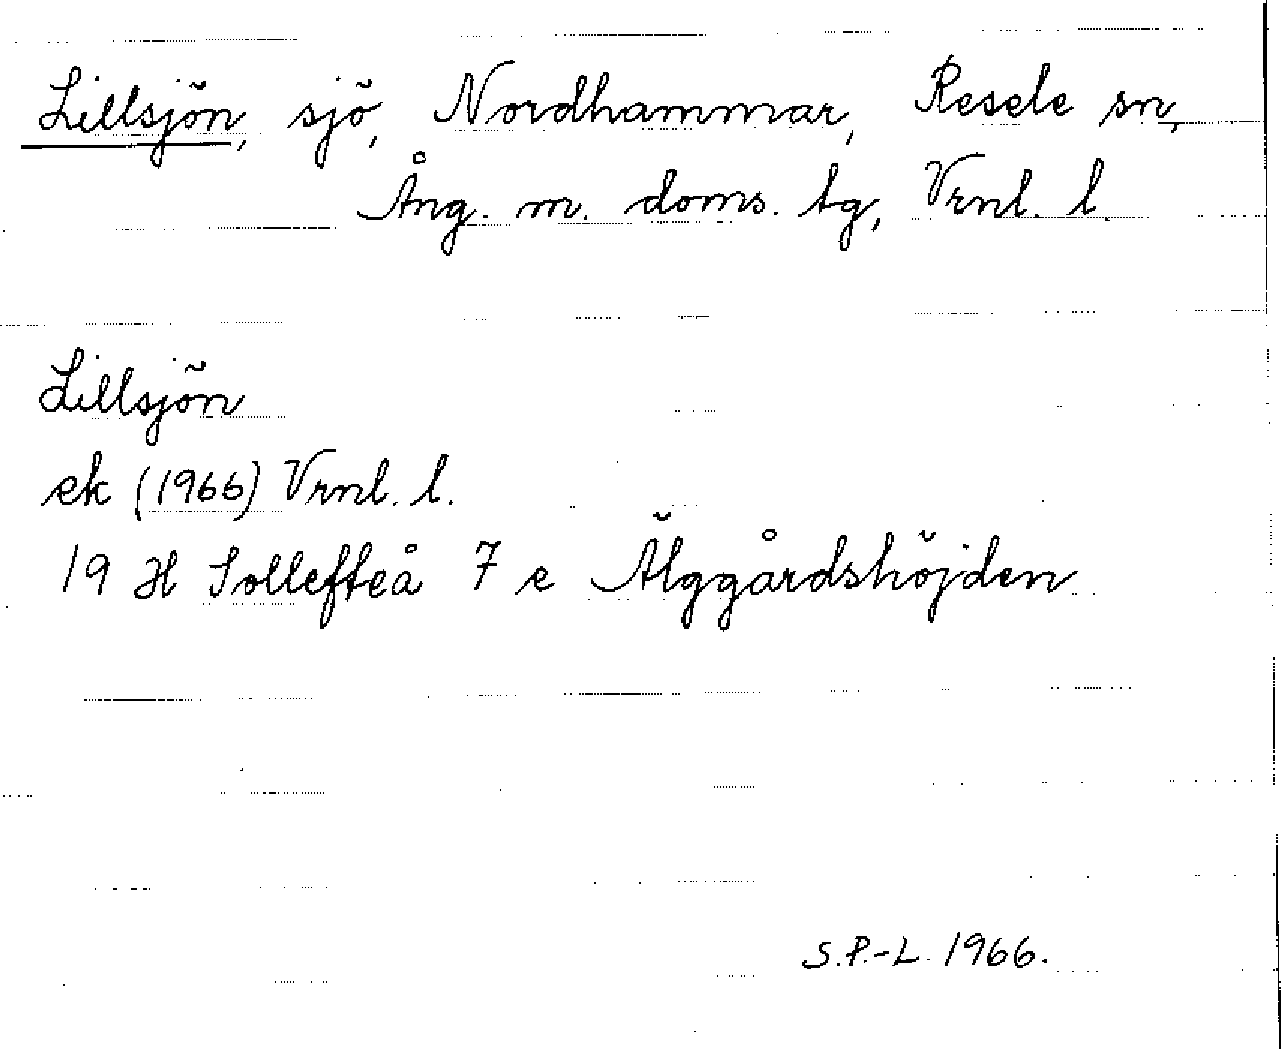 Lillsjön, sjö, Nordhammar, Resele sn,
Ång. m. doms. tg, Vrnl. l.
Lillsjön
ek (1966) Vrnl. l.
19 H Sollefteå 7 e Älggårdshöjden
S.P.-L. 1966.